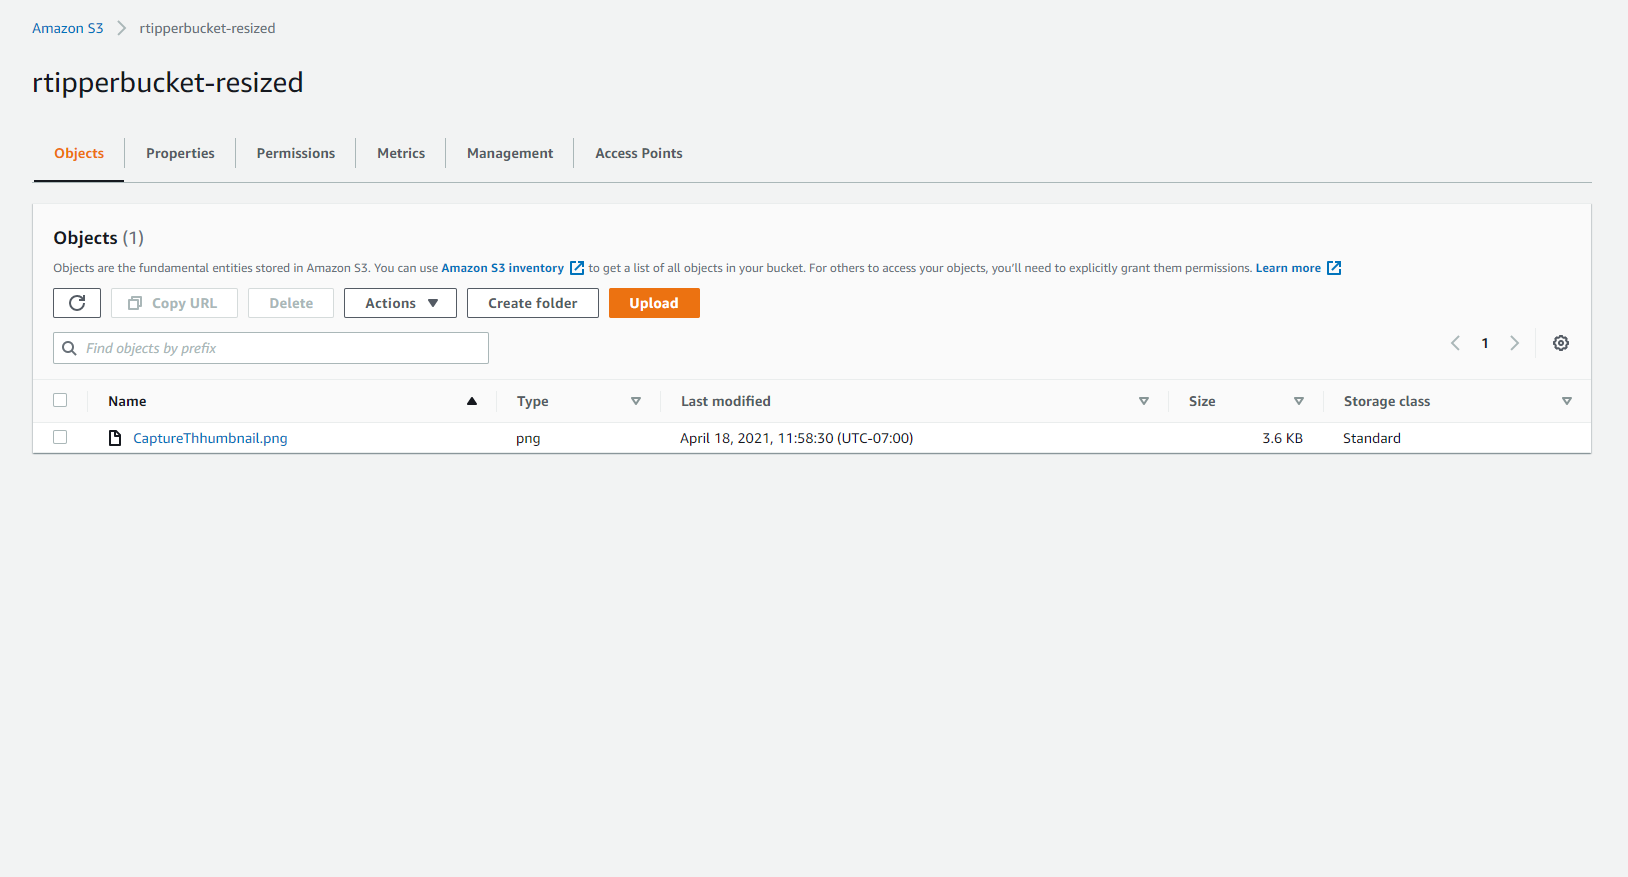 Amazon S3 rtipperbucket-resized
rtipperbucket-resized
Objects Properties Permissions Metrics Management Access Points
Objects (1)
Objects are the fundamental entities stored in Amazon S3. You can use Amazon S3 inventory to get a list of all objects in your bucket. For others to access your objects, you'll need to explicitly grant them permissions. Learn more
Copy URL Delete Actions Create folder Upload
Find objects by prefix 1
Name Type Last modified Size Storage class
CaptureThhumbnail.png png April 18, 2021, 11:58:30 (UTC-07:00) 3.6 KB Standard